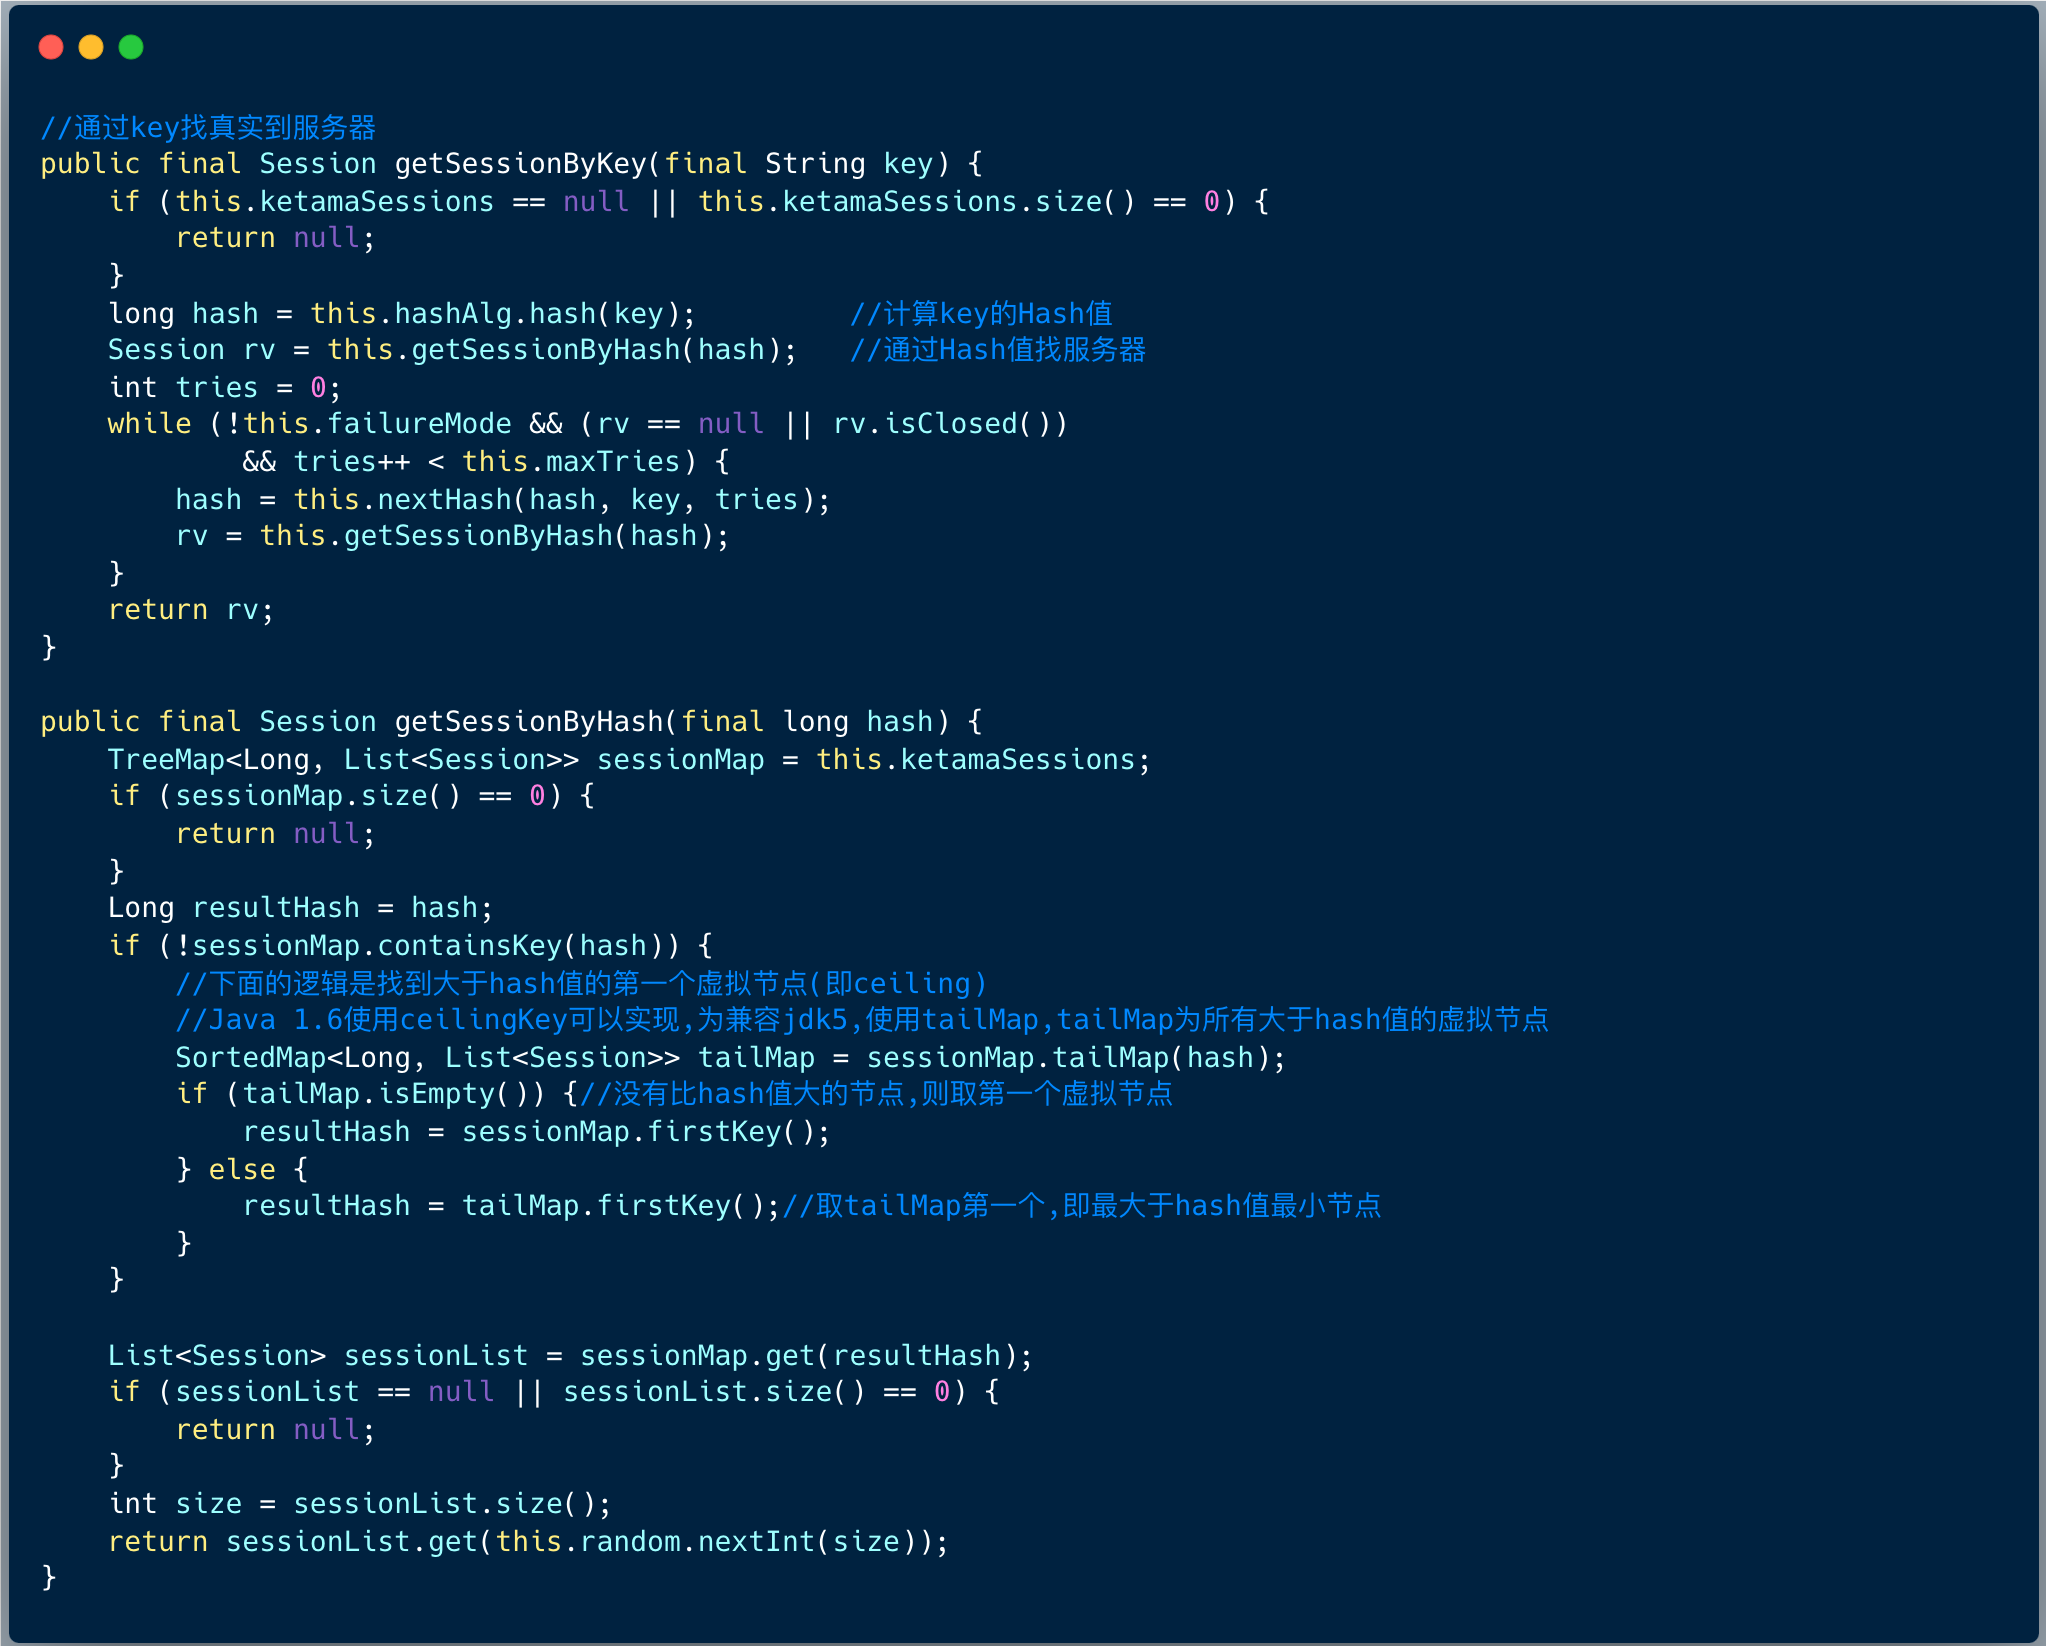 //通过key找真实到服务器
public final Session getSessionByKey(final String key) {
    if (this.ketamaSessions == null || this.ketamaSessions.size() == 0) {
        return null;
    }
    long hash = this.hashAlg.hash(key);         //计算key的Hash值
    Session rv = this.getSessionByHash(hash);   //通过Hash值找服务器
    int tries = 0;
    while (!this.failureMode && (rv == null || rv.isClosed())
            && tries++ < this.maxTries) {
        hash = this.nextHash(hash, key, tries);
        rv = this.getSessionByHash(hash);
    }
    return rv;
}

public final Session getSessionByHash(final long hash) {
    TreeMap<Long, List<Session>> sessionMap = this.ketamaSessions;
    if (sessionMap.size() == 0) {
        return null;
    }
    Long resultHash = hash;
    if (!sessionMap.containsKey(hash)) {
        //下面的逻辑是找到大于hash值的第一个虚拟节点(即ceiling)
        //Java 1.6使用ceilingKey可以实现,为兼容jdk5,使用tailMap,tailMap为所有大于hash值的虚拟节点
        SortedMap<Long, List<Session>> tailMap = sessionMap.tailMap(hash);
        if (tailMap.isEmpty()) {//没有比hash值大的节点,则取第一个虚拟节点
            resultHash = sessionMap.firstKey();
        } else {
            resultHash = tailMap.firstKey();//取tailMap第一个,即最大于hash值最小节点
        }
    }

    List<Session> sessionList = sessionMap.get(resultHash);
    if (sessionList == null || sessionList.size() == 0) {
        return null;
    }
    int size = sessionList.size();
    return sessionList.get(this.random.nextInt(size));
}